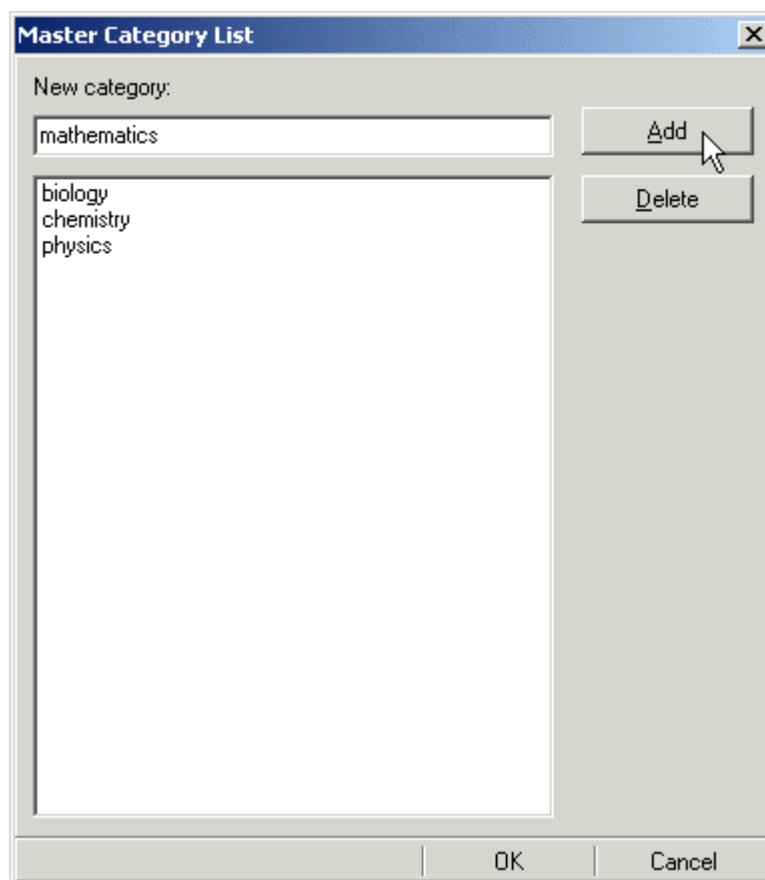 Master Category List
New category:
mathematics
Add
biology
chemistry
physics
Delete
OK
Cancel